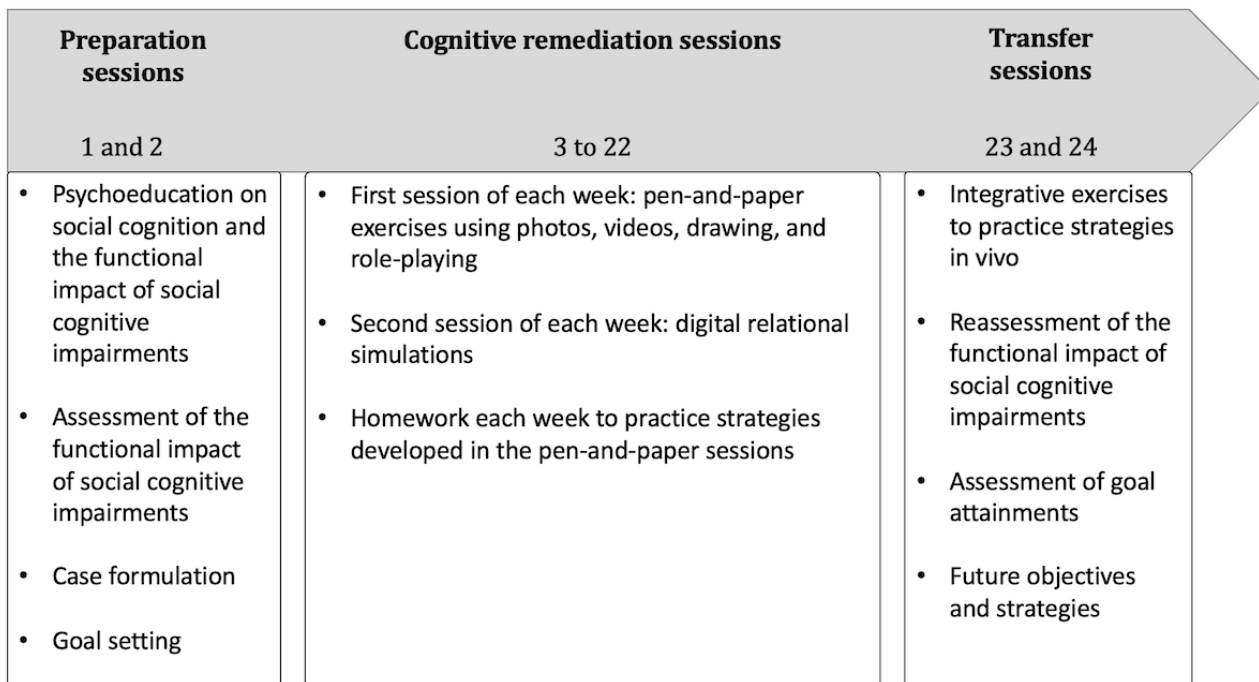 Preparation
sessions
1 and 2
Cognitive remediation sessions
3 to 22
Transfer
sessions
23 and 24
• Psychoeducation on
social cognition and
the functional
impact of social
cognitive
impairments
• Assessment of the
functional impact
of social cognitive
impairments
• Case formulation
• Goal setting
• First session of each week: pen-and-paper
exercises using photos, videos, drawing, and
role-playing
• Second session of each week: digital relational
simulations
• Homework each week to practice strategies
developed in the pen-and-paper sessions
• Integrative exercises
to practice strategies
in vivo
• Reassessment of the
functional impact of
social cognitive
impairments
• Assessment of goal
attainments
• Future objectives
and strategies